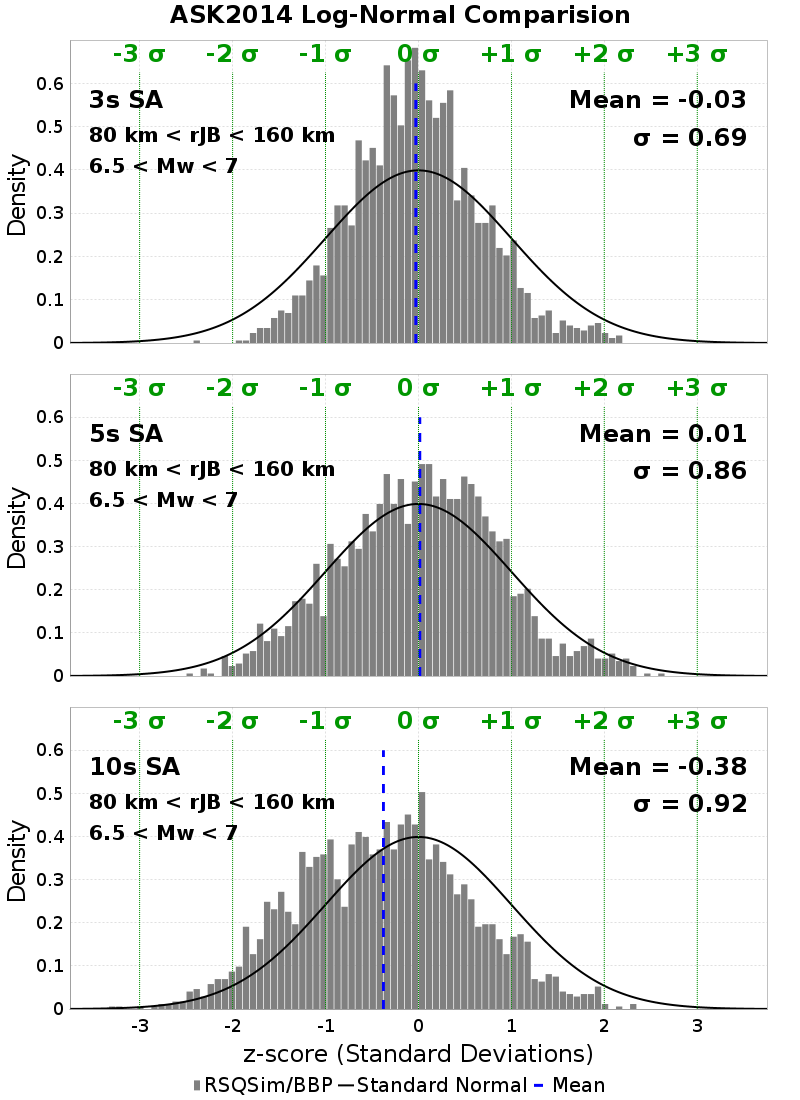 ASK2014 Log-Normal Comparision
-3 σ -2 σ -1 σ 0 σ +1 σ +2 σ +3 σ
3s SA
Mean = -0.03
80 km < rJB < 160 km
σ = 0.69
6.5 < Mw < 7
0.6
0.5
0.4
0.3
0.2
0.1
0
Density
-3 σ -2 σ -1 σ 0 σ +1 σ +2 σ +3 σ
5s SA
Mean = 0.01
80 km < rJB < 160 km
σ = 0.86
6.5 < Mw < 7
0.6
0.5
0.4
0.3
0.2
0.1
0
Density
-3 σ -2 σ -1 σ 0 σ +1 σ +2 σ +3 σ
10s SA
Mean = -0.38
80 km < rJB < 160 km
σ = 0.92
6.5 < Mw < 7
0.6
0.5
0.4
0.3
0.2
0.1
0
Density
-3 -2 -1 0 1 2 3
z-score (Standard Deviations)
RSQSim/BBP Standard Normal Mean